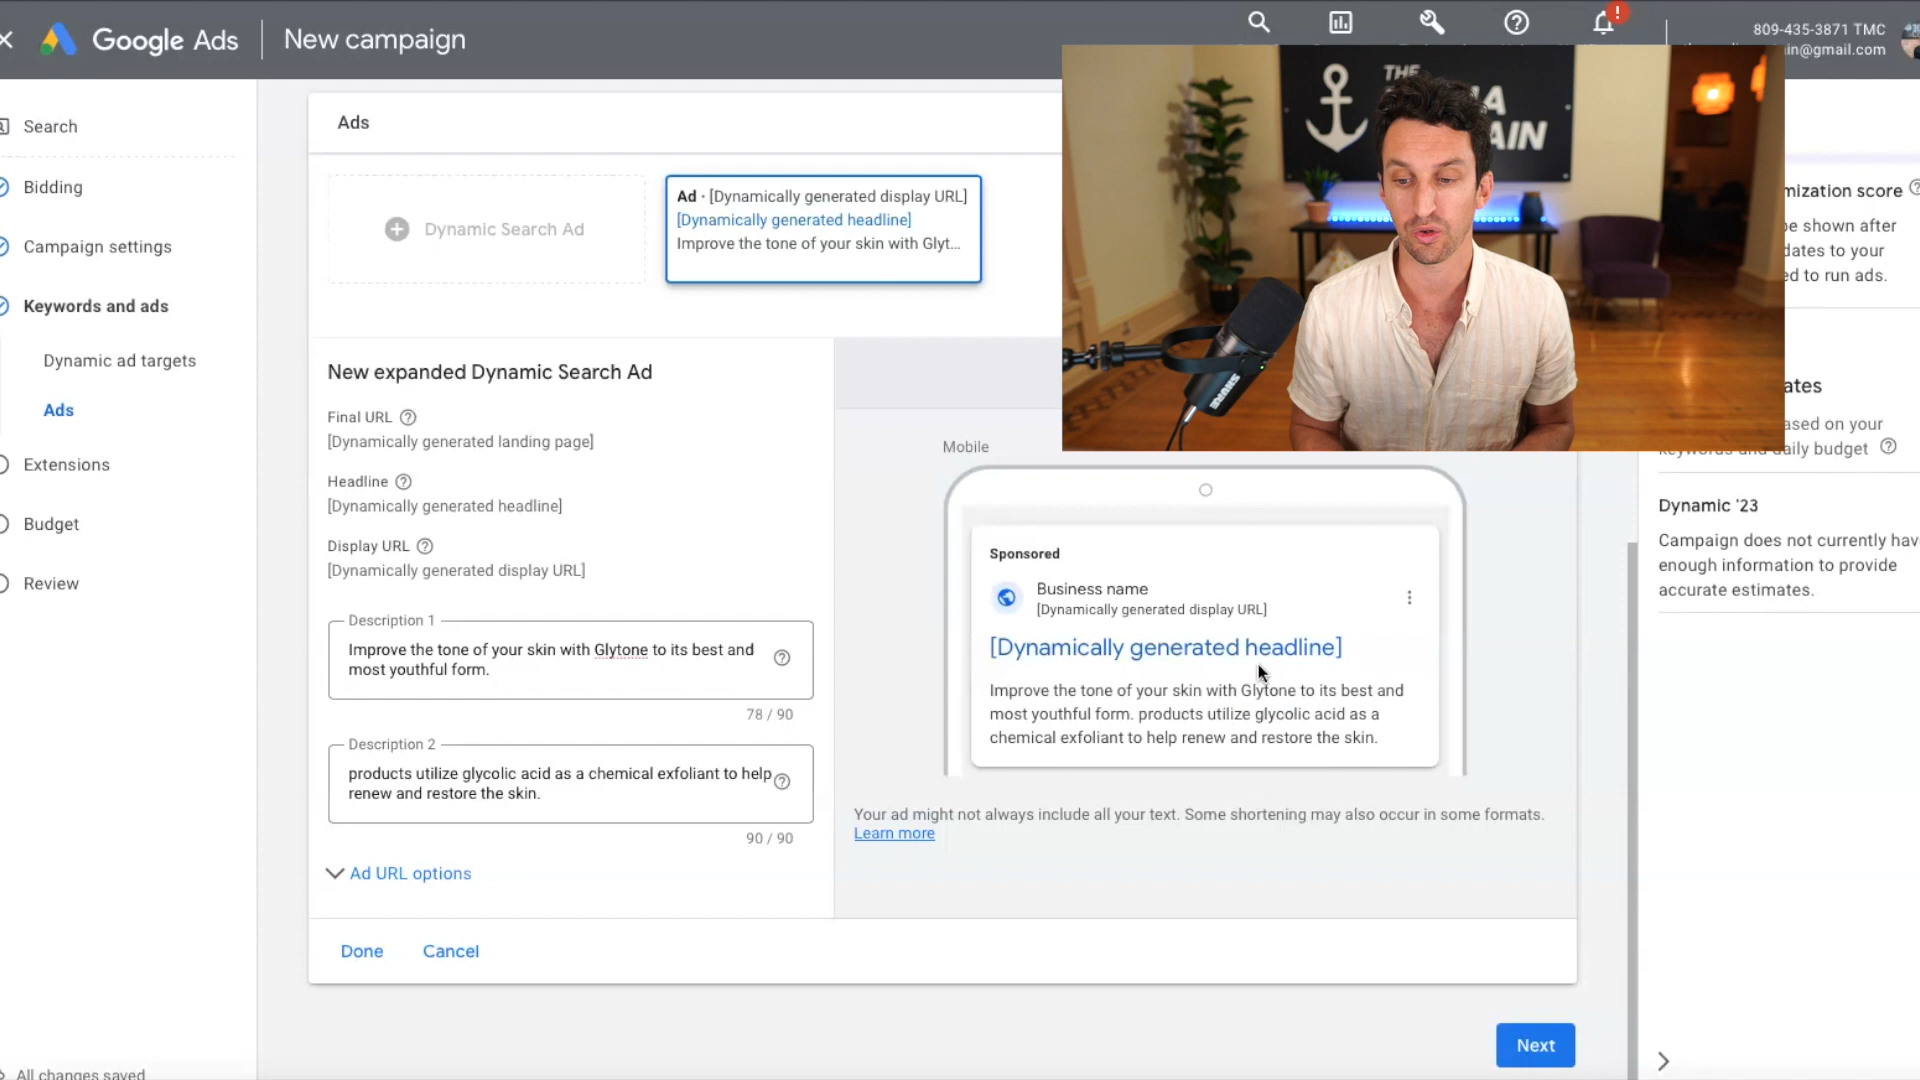 Google Ads
New campaign
809-435-3871 TMC
in@gmail.com
Search
Bidding
Campaign settings
Keywords and ads
Dynamic ad targets
Ads
Extensions
Budget
Review
All changes saved
Ads
Dynamic Search Ad
Ad · [Dynamically generated display URL]
[Dynamically generated headline]
Improve the tone of your skin with Glyt...
THE
AIN
SHURE
New expanded Dynamic Search Ad
Final URL
[Dynamically generated landing page]
Headline
[Dynamically generated headline]
Display URL
[Dynamically generated display URL]
Description 1
Improve the tone of your skin with Glytone to its best and
most youthful form.
78 / 90
Description 2
products utilize glycolic acid as a chemical exfoliant to help
renew and restore the skin.
90 / 90
Ad URL options
Done
Cancel
Mobile
Sponsored
Business name
[Dynamically generated display URL]
[Dynamically generated headline]
Improve the tone of your skin with Glytone to its best and
most youthful form. products utilize glycolic acid as a
chemical exfoliant to help renew and restore the skin.
Your ad might not always include all your text. Some shortening may also occur in some formats.
Learn more
Next
mization score
be shown after
dates to your
ed to run ads.
ates
ased on your
keywords and daily budget
Dynamic '23
Campaign does not currently hav
enough information to provide
accurate estimates.